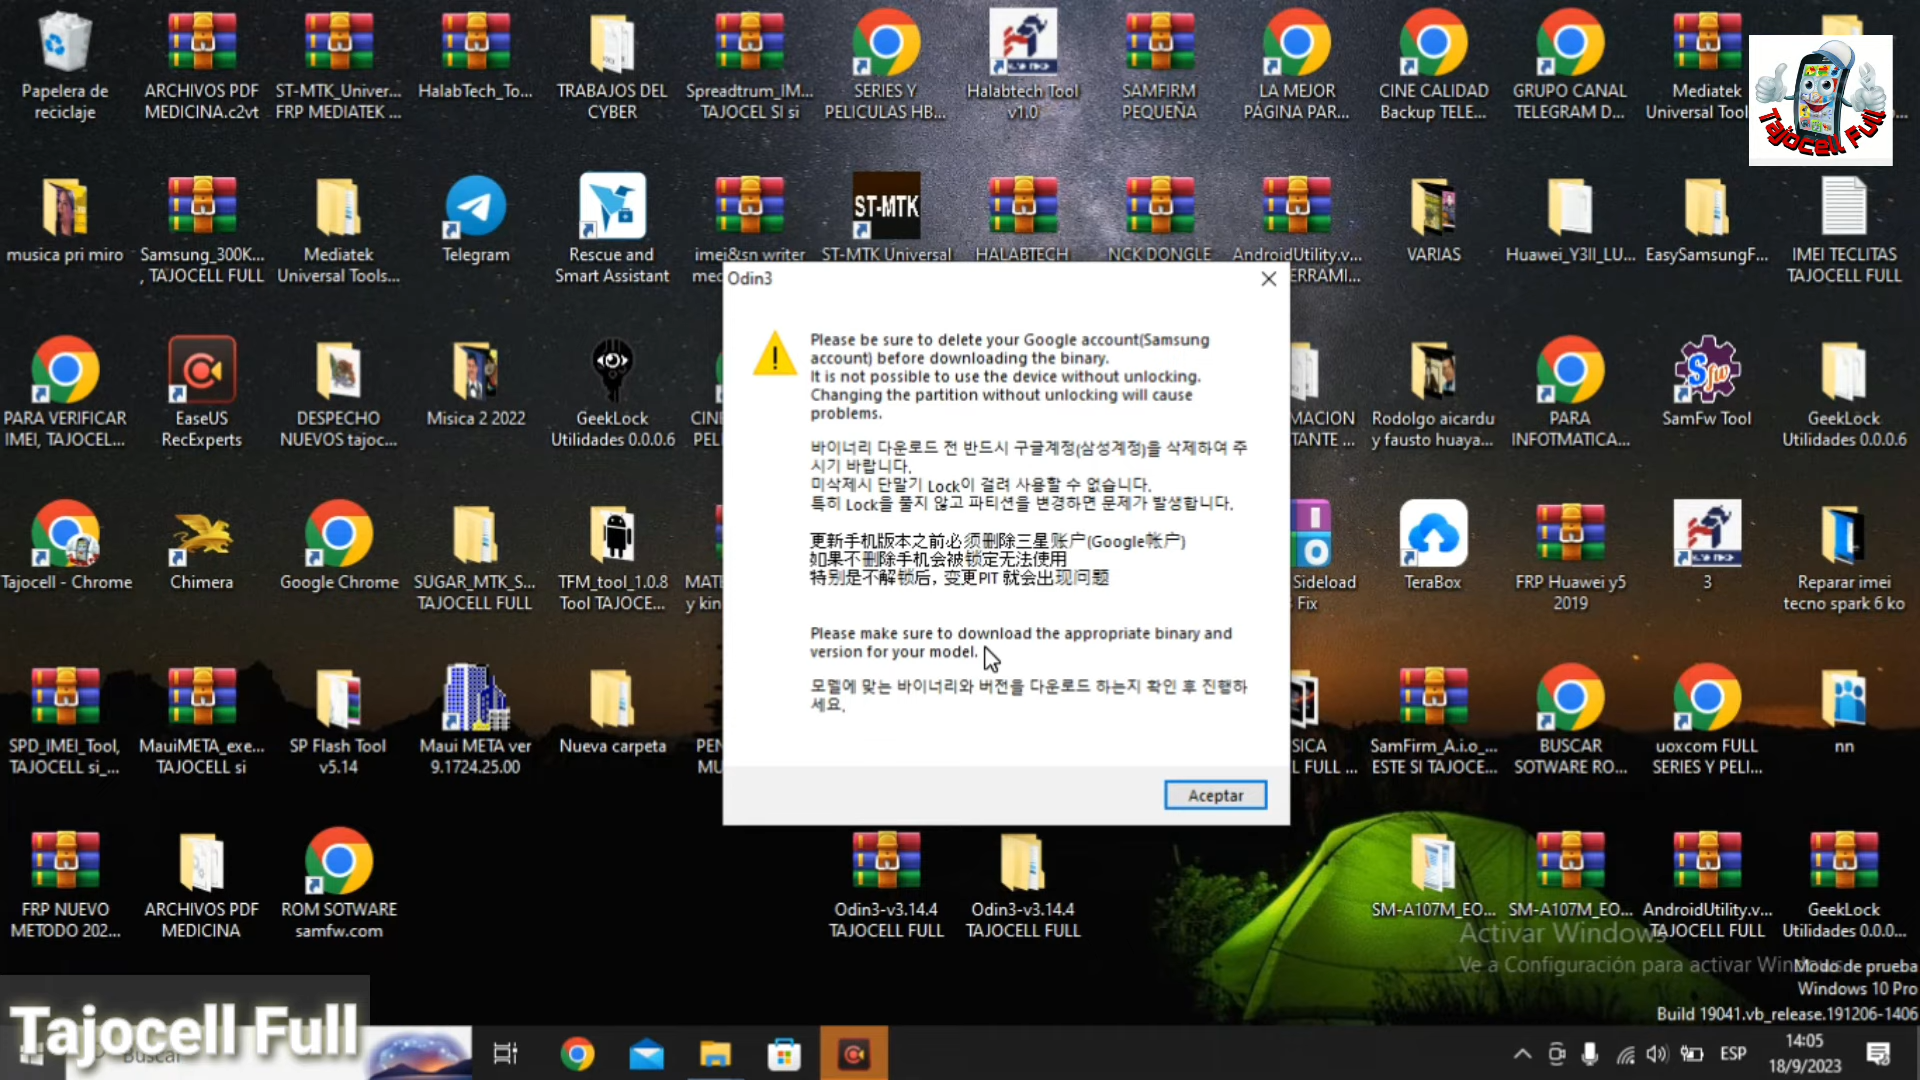 Papelera de
reciclaje
ARCHIVOS PDF
MEDICINA.c2vt
ST-MTK_Univer...
FRP MEDIATEK ...
HalabTech_To...
TRABAJOS DEL
CYBER
Spreadtrum_IM...
TAJOCEL SI si
SERIES Y
PELICULAS HB...
Halabtech Tool
v1.0
SAMFIRM
PEQUEÑA
LA MEJOR
PÁGINA PAR...
CINE CALIDAD
Backup TELE...
GRUPO CANAL
TELEGRAM D...
Mediatek
Universal Tool
Tajocell Full
musica pri miro
Samsung_300K...
, TAJOCELL FULL
Mediatek
Universal Tools...
Telegram
Rescue and
Smart Assistant
imei&sn writer
ST-MTK
ST-MTK Universal
HALABTECH
NCK DONGLE
AndroidUtility.v...
ERRAMI...
VARIAS
Huawei_Y3II_LU...
EasySamsungF...
IMEI TECLITAS
TAJOCELL FULL
Odin3
Please be sure to delete your Google account(Samsung
account) before downloading the binary.
It is not possible to use the device without unlocking.
Changing the partition without unlocking will cause
problems.
바이너리 다운로드 전 반드시 구글계정(삼성계정)을 삭제하여 주
시기 바랍니다.
미삭제시 단말기 Lock이 걸려 사용할 수 없습니다.
특히 Lock을 풀지 않고 파티션을 변경하면 문제가 발생합니다.
更新手机版本之前必须删除三星账户(Google帐户)
如果不删除手机会被锁定无法使用
特别是不解锁后, 变更PIT 就会出现问题
Please make sure to download the appropriate binary and
version for your model.
모델에 맞는 바이너리와 버전을 다운로드 하는지 확인 후 진행하
세요.
Aceptar
PARA VERIFICAR
IMEI, TAJOCEL...
EaseUS
RecExperts
DESPECHO
NUEVOS tajoc...
Misica 2 2022
GeekLock
Utilidades 0.0.0.6
CINE
PEL
MACION
TANTE ...
Rodolgo aicardu
y fausto huaya...
PARA
INFOTMATICA...
Sfw
SamFw Tool
GeekLock
Utilidades 0.0.0.6
Tajocell - Chrome
Chimera
Google Chrome
SUGAR_MTK_S...
TAJOCELL FULL
TFM_tool_1.0.8
Tool TAJOCE...
MATE
y kin
Sideload
Fix
TeraBox
FRP Huawei y5
2019
3
Reparar imei
tecno spark 6 ko
SPD_IMEI_Tool,
TAJOCELL si_...
MauiMETA_exe...
TAJOCELL si
SP Flash Tool
v5.14
Maui META ver
9.1724.25.00
Nueva carpeta
PEN
MU
SICA
L FULL ...
SamFirm_A.i.o_...
ESTE SI TAJOCE...
BUSCAR
SOTWARE RO...
uoxcom FULL
SERIES Y PELI...
nn
FRP NUEVO
METODO 202...
ARCHIVOS PDF
MEDICINA
ROM SOTWARE
samfw.com
Odin3-v3.14.4
TAJOCELL FULL
Odin3-v3.14.4
TAJOCELL FULL
SM-A107M_EO...
SM-A107M_EO...
AndroidUtility.v...
TAJOCELL FULL
GeekLock
Utilidades 0.0.0...
Activar Windows
Ve a Configuración para activar Win
Modo de prueba
Windows 10 Pro
Build 19041.vb_release.191206-1406
Tajocell Full
Buscar
ESP
14:05
18/9/2023